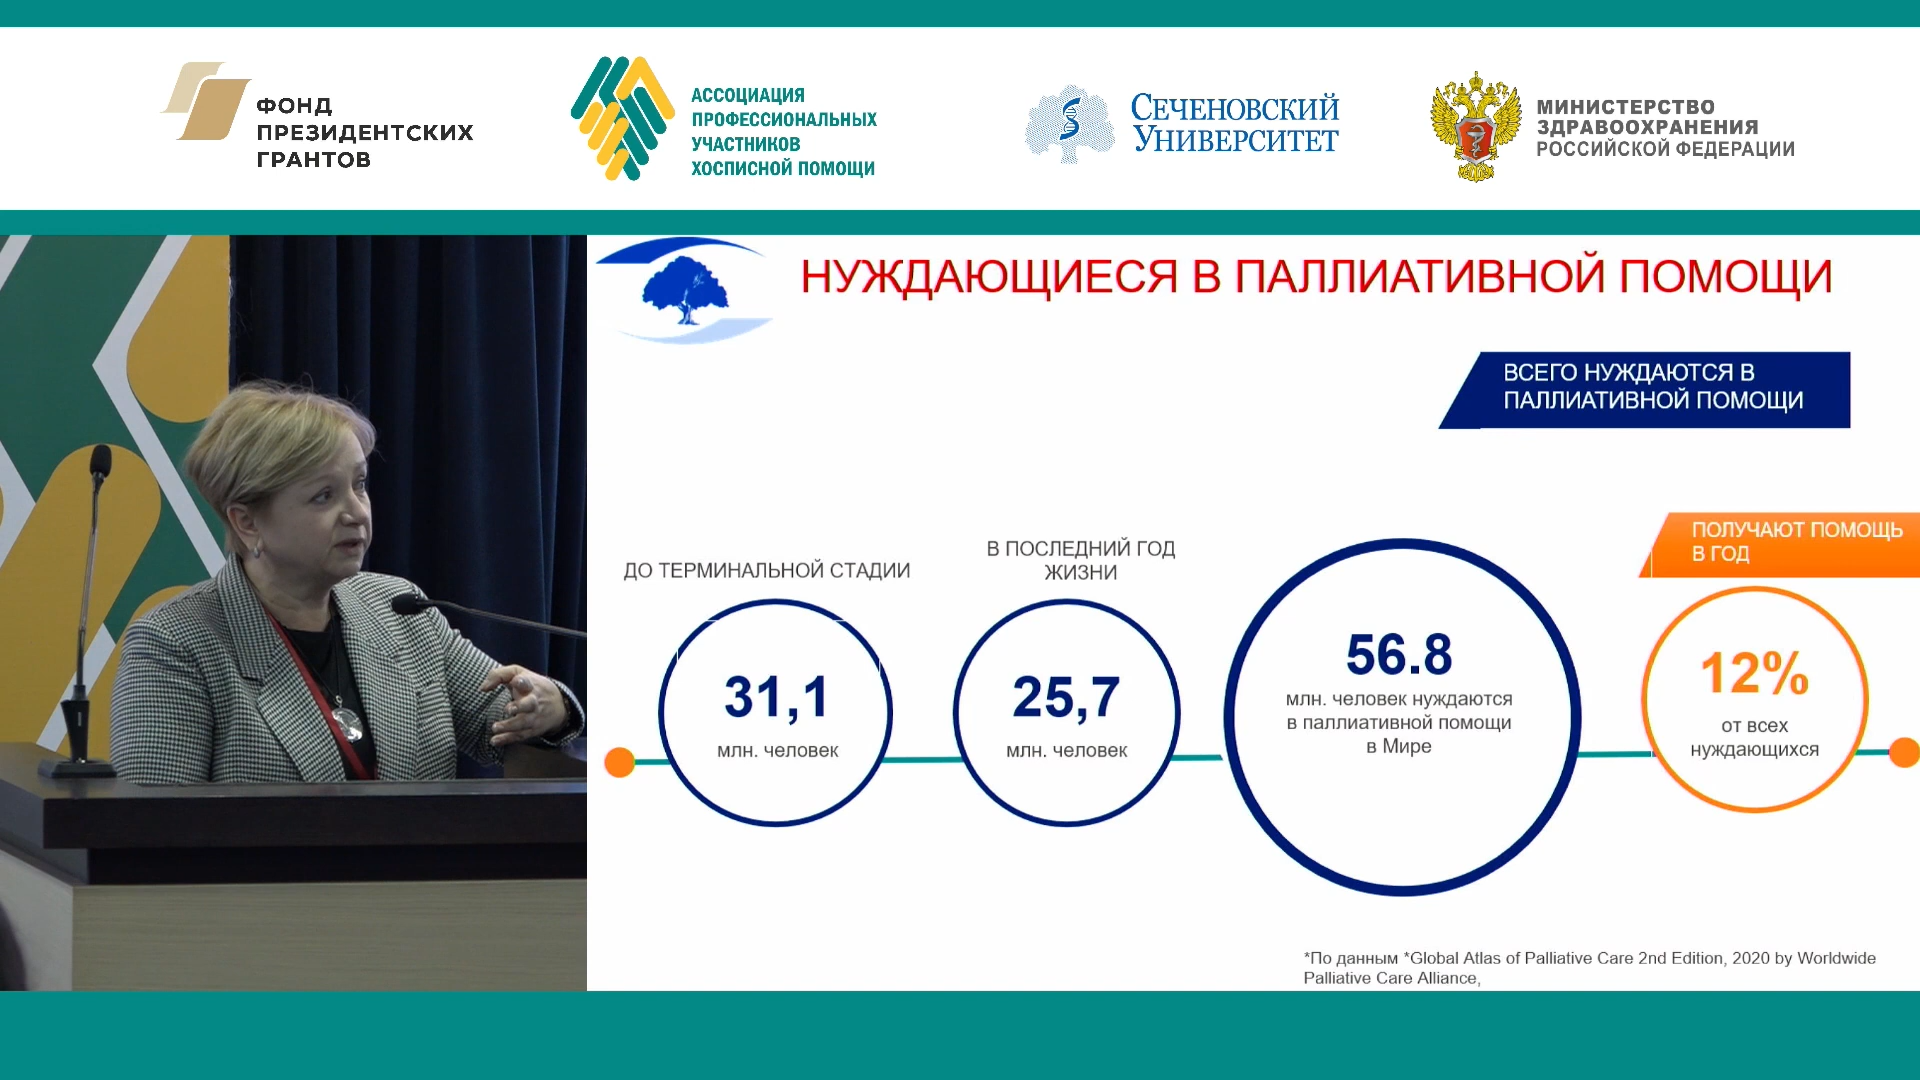 ФОНД
ПРЕЗИДЕНТСКИХ
ГРАНТОВ
АССОЦИАЦИЯ
ПРОФЕССИОНАЛЬНЫХ
УЧАСТНИКОВ
ХОСПИСНОЙ ПОМОЩИ
СЕЧЕНОВСКИЙ
УНИВЕРСИТЕТ
МИНИСТЕРСТВО
ЗДРАВООХРАНЕНИЯ
РОССИЙСКОЙ ФЕДЕРАЦИИ
НУЖДАЮЩИЕСЯ В ПАЛЛИАТИВНОЙ ПОМОЩИ
ВСЕГО НУЖДАЮТСЯ В
ПАЛЛИАТИВНОЙ ПОМОЩИ
ДО ТЕРМИНАЛЬНОЙ СТАДИИ
31,1
млн. человек
В ПОСЛЕДНИЙ ГОД
ЖИЗНИ
25,7
млн. человек
56.8
млн. человек нуждаются
в паллиативной помощи
в Мире
ПОЛУЧАЮТ ПОМОЩЬ
В ГОД
12%
от всех
нуждающихся
*По данным *Global Atlas of Palliative Care 2nd Edition, 2020 by Worldwide
Palliative Care Alliance,